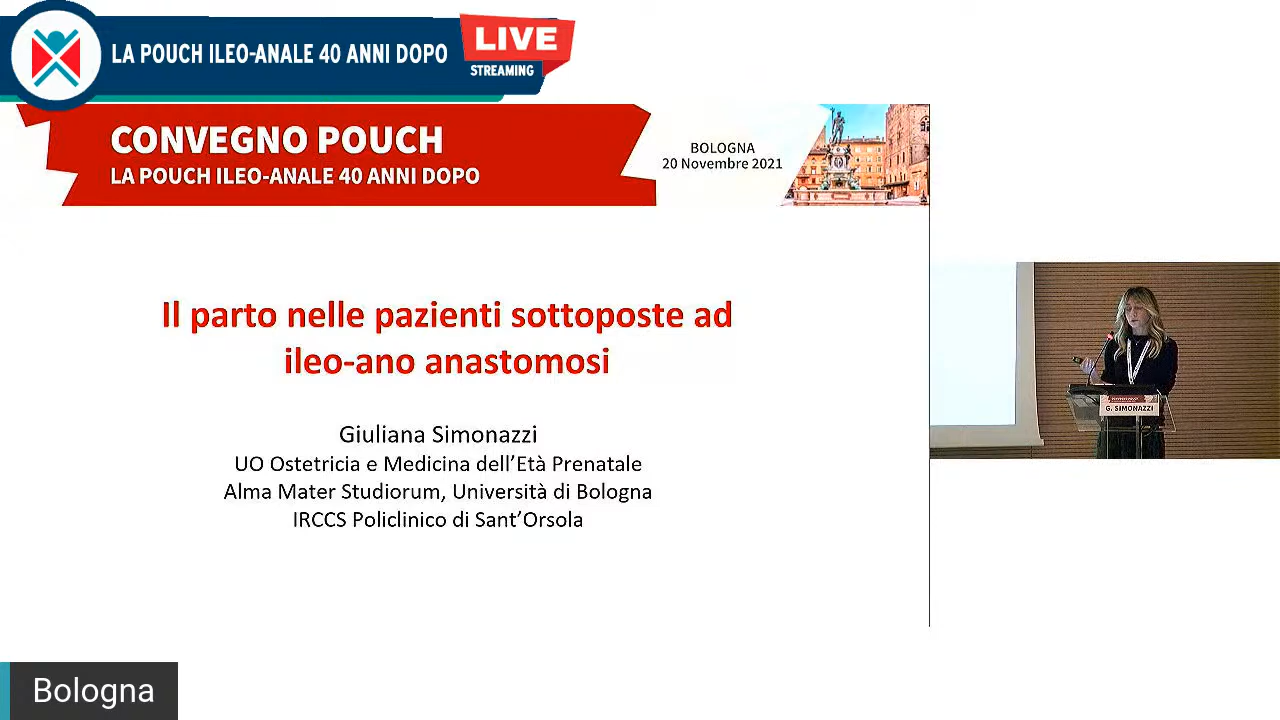 LA POUCH ILEO-ANALE 40 ANNI DOPO
LIVE
STREAMING
CONVEGNO POUCH
LA POUCH ILEO-ANALE 40 ANNI DOPO
BOLOGNA
20 Novembre 2021
Il parto nelle pazienti sottoposte ad
ileo-ano anastomosi
Giuliana Simonazzi
UO Ostetricia e Medicina dell'Età Prenatale
Alma Mater Studiorum, Università di Bologna
IRCCS Policlinico di Sant'Orsola
G. SIMONAZZI
Bologna